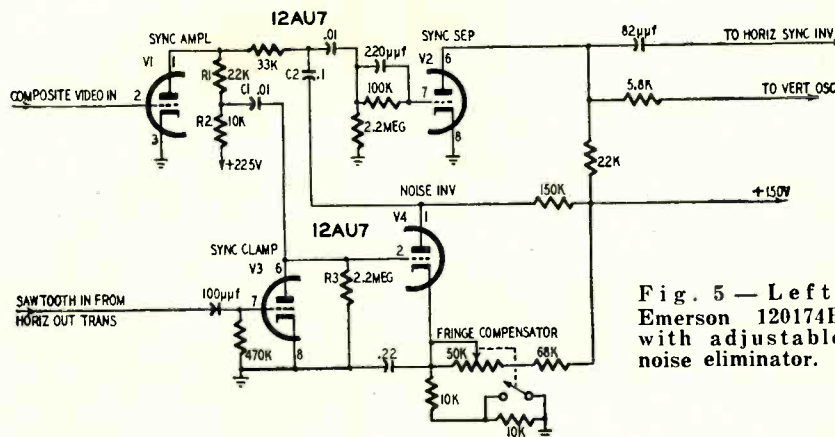 12AU7
SYNC AMPL
V1
1
2
3
COMPOSITE VIDEO IN
R1
22K
R2
10K
+225V
C1 .01
33K
C2 .1
.01
220μμf
100K
2.2MEG
SYNC SEP
V2
6
7
8
82μμf
TO HORIZ SYNC INV
5.8K
TO VERT OSC
22K
+150V
150K
NOISE INV
12AU7
V4
1
2
SYNC CLAMP
V3
6
7
8
R3
2.2MEG
SAWTOOTH IN FROM
HORIZ OUT TRANS
100μμf
470K
.22
FRINGE COMPENSATOR
50K
68K
10K
10K
Fig. 5 — Left
Emerson 120174
with adjustable
noise eliminator.